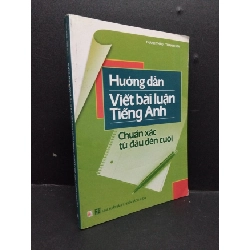 Hướng dẫn
Viết bài luận
Tiếng Anh
Chuẩn xác
từ đầu đến cuối